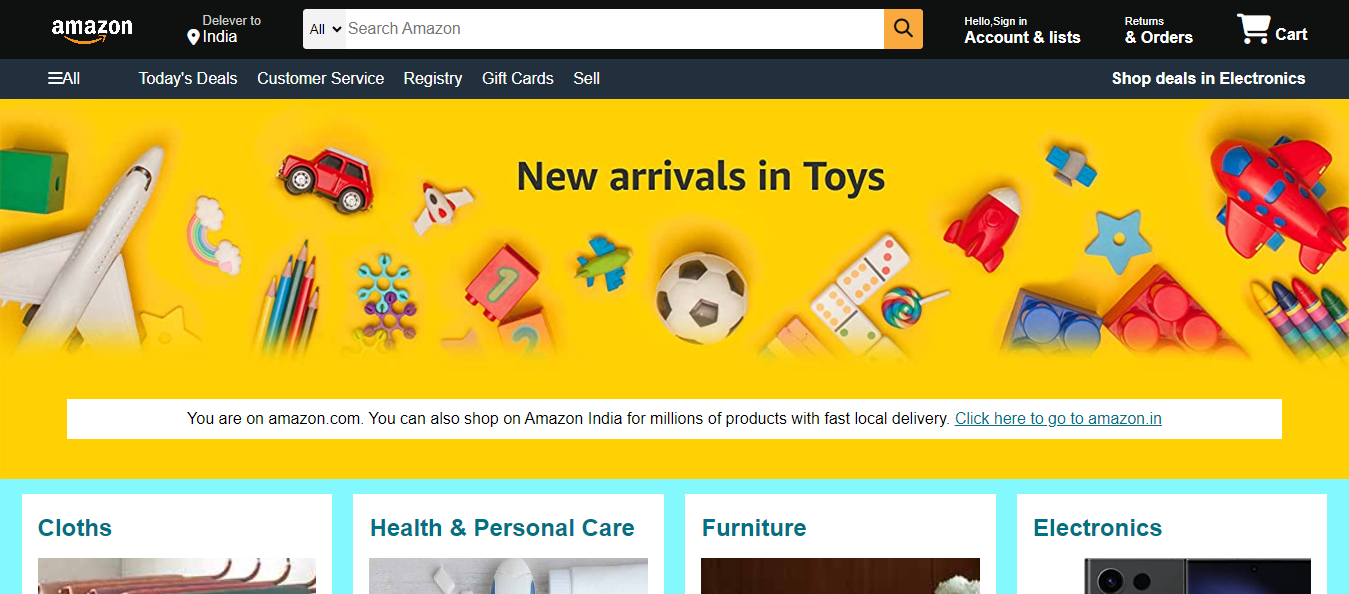 amazon
Delever to
India
All
Search Amazon
Hello,Sign in
Account & lists
Returns
& Orders
Cart
All
Today's Deals
Customer Service
Registry
Gift Cards
Sell
Shop deals in Electronics
New arrivals in Toys
1
2
You are on amazon.com. You can also shop on Amazon India for millions of products with fast local delivery. Click here to go to amazon.in
Cloths
Health & Personal Care
Furniture
Electronics